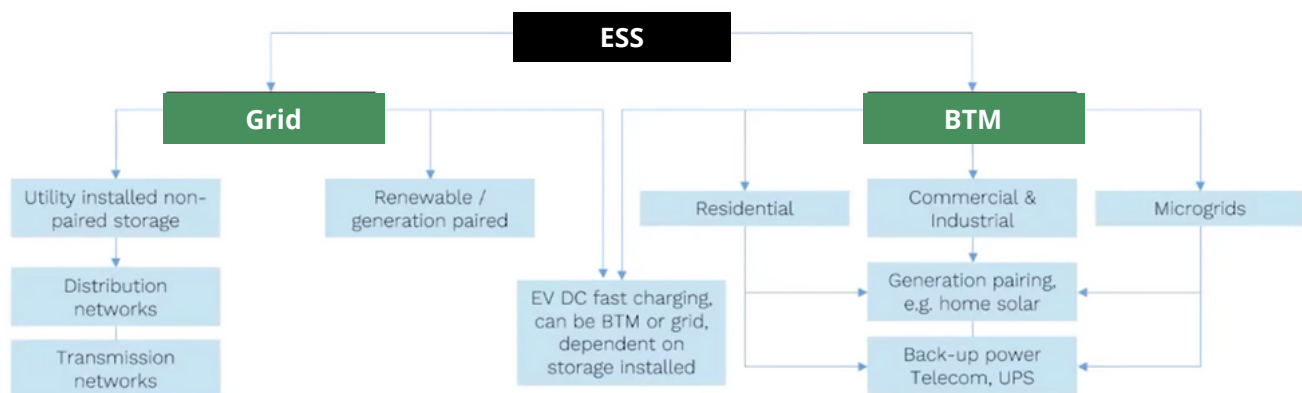 ESS
Grid
BTM
Utility installed non-
paired storage
Renewable /
generation paired
Residential
Commercial &
Industrial
Microgrids
Distribution
networks
EV DC fast charging,
can be BTM or grid,
dependent on
storage installed
Generation pairing,
e.g. home solar
Transmission
networks
Back-up power
Telecom, UPS